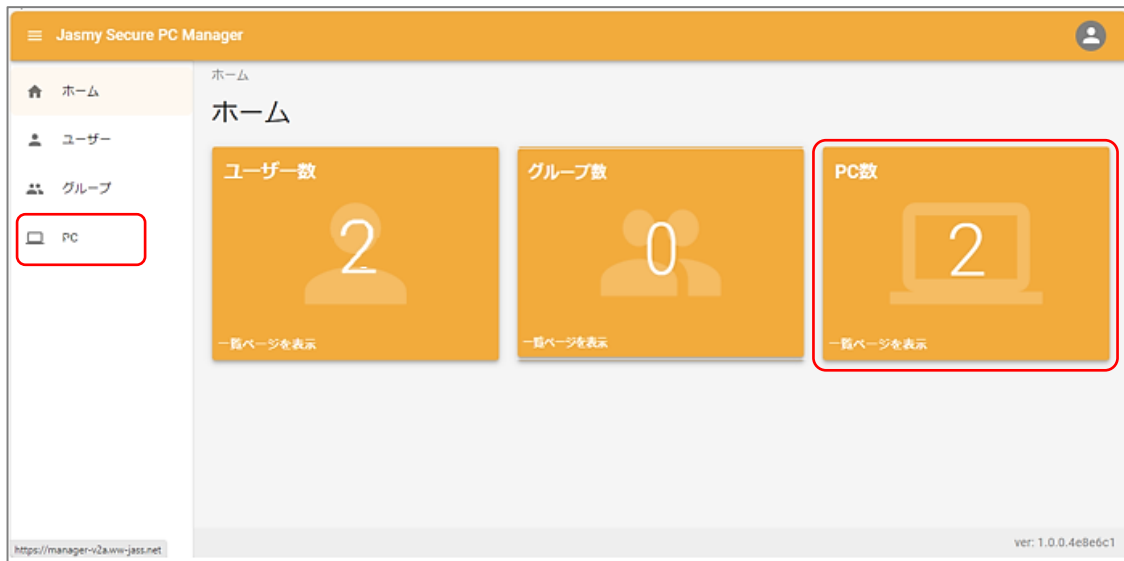 Jasmy Secure PC Manager
ホーム
ユーザー
グループ
PC
ホーム
ホーム
ユーザー数
2
一覧ページを表示
グループ数
0
一覧ページを表示
PC数
2
一覧ページを表示
https://manager-v2a.ww-jass.net
ver: 1.0.0.4e8e6c1